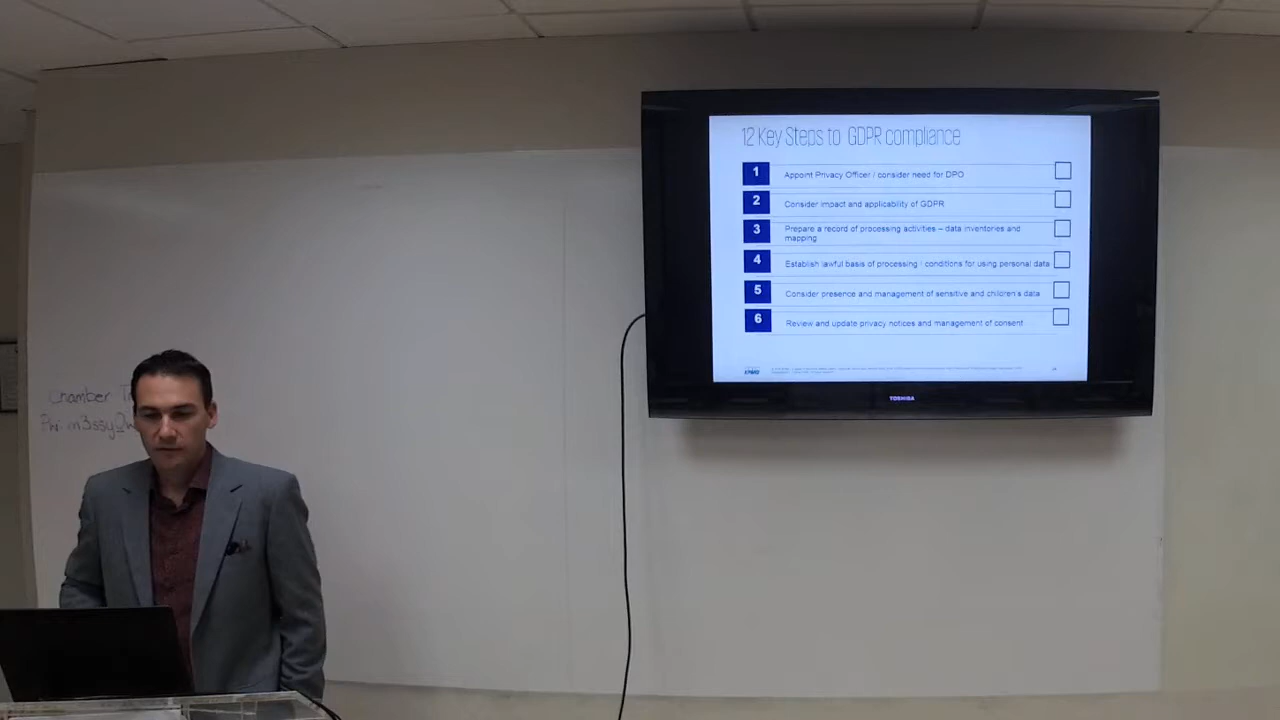 12 Key Steps to GDPR compliance
1 Appoint Privacy Officer / consider need for DPO
2 Consider impact and applicability of GDPR
3 Prepare a record of processing activities – data inventories and
mapping
4 Establish lawful basis of processing / conditions for using personal data
5 Consider presence and management of sensitive and children's data
6 Review and update privacy notices and management of consent
KPMG
TOSHIBA
Chamber